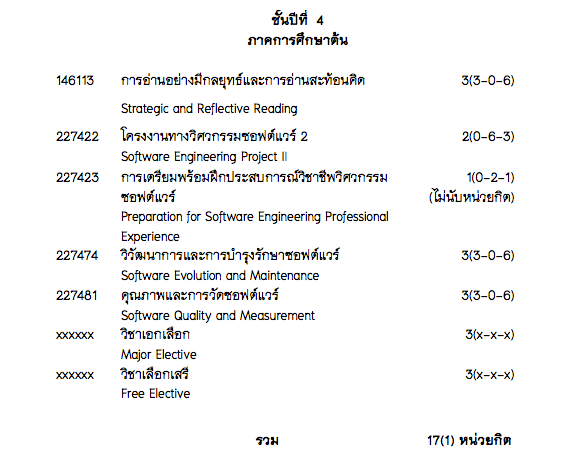 ชั้นปีที่ 4
ภาคการศึกษาต้น
146113 การอ่านอย่างมีกลยุทธ์และการอ่านสะท้อนคิด 3(3-0-6)
Strategic and Reflective Reading
227422 โครงงานทางวิศวกรรมซอฟต์แวร์ 2 2(0-6-3)
Software Engineering Project II
227423 การเตรียมพร้อมฝึกประสบการณ์วิชาชีพวิศวกรรม 1(0-2-1)
ซอฟต์แวร์ (ไม่นับหน่วยกิต)
Preparation for Software Engineering Professional
Experience
227474 วิวัฒนาการและการบำรุงรักษาซอฟต์แวร์ 3(3-0-6)
Software Evolution and Maintenance
227481 คุณภาพและการวัดซอฟต์แวร์ 3(3-0-6)
Software Quality and Measurement
xxxxxx วิชาเอกเลือก 3(x-x-x)
Major Elective
xxxxxx วิชาเลือกเสรี 3(x-x-x)
Free Elective
รวม 17(1) หน่วยกิต